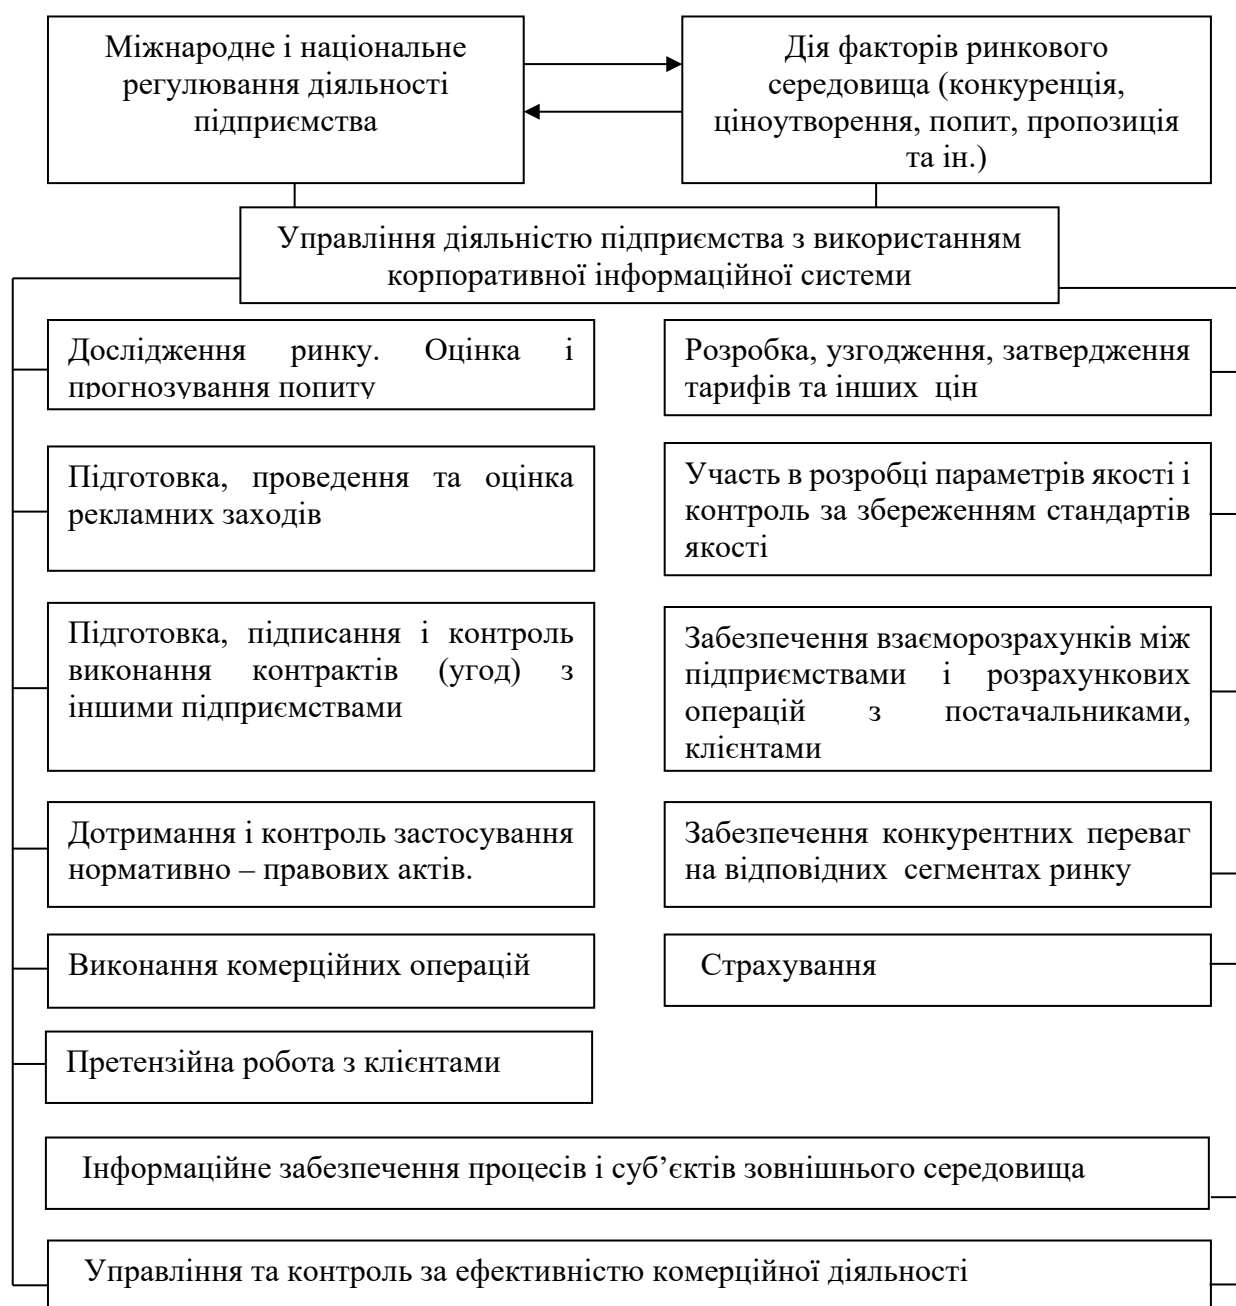 Міжнародне і національне
регулювання діяльності
підприємства
Дія факторів ринкового
середовища (конкуренція,
ціноутворення, попит, пропозиція
та ін.)
Управління діяльністю підприємства з використанням
корпоративної інформаційної системи
Дослідження ринку. Оцінка і
прогнозування попиту
Розробка, узгодження, затвердження
тарифів та інших цін
Підготовка, проведення та оцінка
рекламних заходів
Участь в розробці параметрів якості і
контроль за збереженням стандартів
якості
Підготовка, підписання і контроль
виконання контрактів (угод) з
іншими підприємствами
Забезпечення взаєморозрахунків між
підприємствами і розрахункових
операцій з постачальниками,
клієнтами
Дотримання і контроль застосування
нормативно – правових актів.
Забезпечення конкурентних переваг
на відповідних сегментах ринку
Виконання комерційних операцій
Страхування
Претензійна робота з клієнтами
Інформаційне забезпечення процесів і суб’єктів зовнішнього середовища
Управління та контроль за ефективністю комерційної діяльності